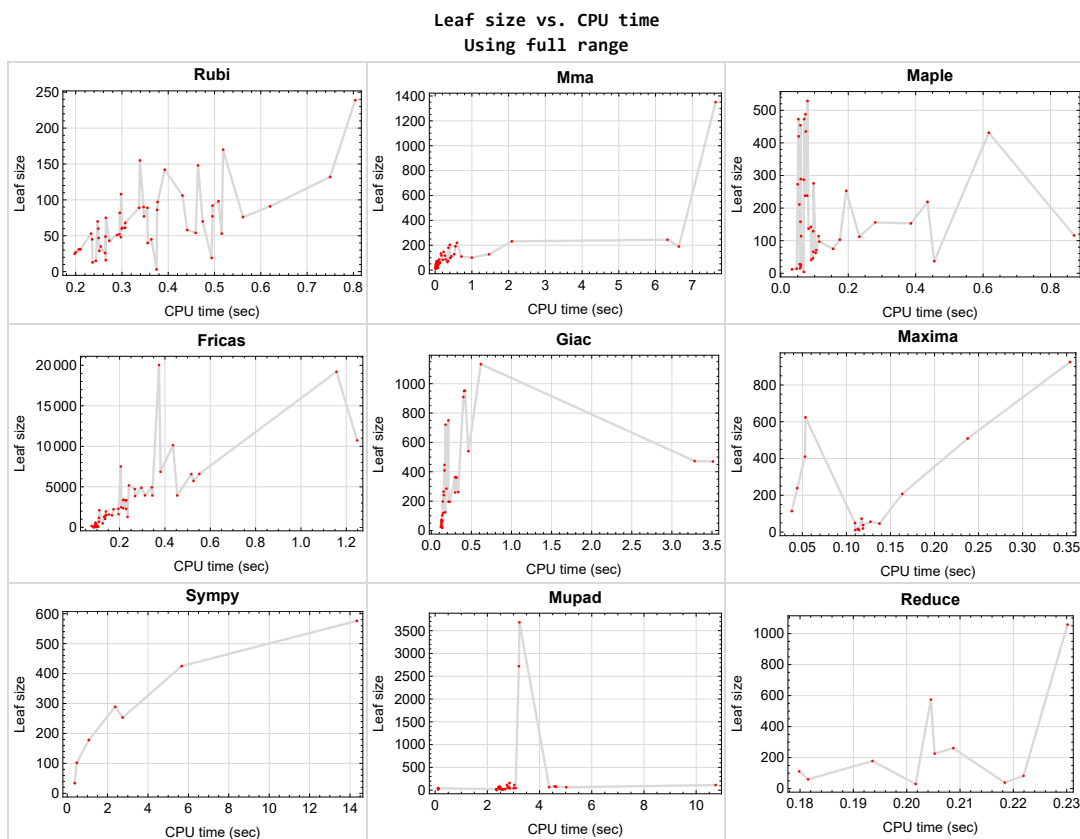 Leaf size vs. CPU time
Using full range
Rubi
Leaf size
250
200
150
100
50
0
0.2 0.3 0.4 0.5 0.6 0.7 0.8
CPU time (sec)
Mma
Leaf size
1400
1200
1000
800
600
400
200
0
0 1 2 3 4 5 6 7
CPU time (sec)
Maple
Leaf size
500
400
300
200
100
0
0.0 0.2 0.4 0.6 0.8
CPU time (sec)
Fricas
Leaf size
20000
15000
10000
5000
0
0.2 0.4 0.6 0.8 1.0 1.2
CPU time (sec)
Giac
Leaf size
1000
800
600
400
200
0
0.0 0.5 1.0 1.5 2.0 2.5 3.0 3.5
CPU time (sec)
Maxima
Leaf size
800
600
400
200
0
0.05 0.10 0.15 0.20 0.25 0.30 0.35
CPU time (sec)
Sympy
Leaf size
600
500
400
300
200
100
0
0 2 4 6 8 10 12 14
CPU time (sec)
Mupad
Leaf size
3500
3000
2500
2000
1500
1000
500
0
0 2 4 6 8 10
CPU time (sec)
Reduce
Leaf size
1000
800
600
400
200
0
0.18 0.19 0.20 0.21 0.22 0.23
CPU time (sec)